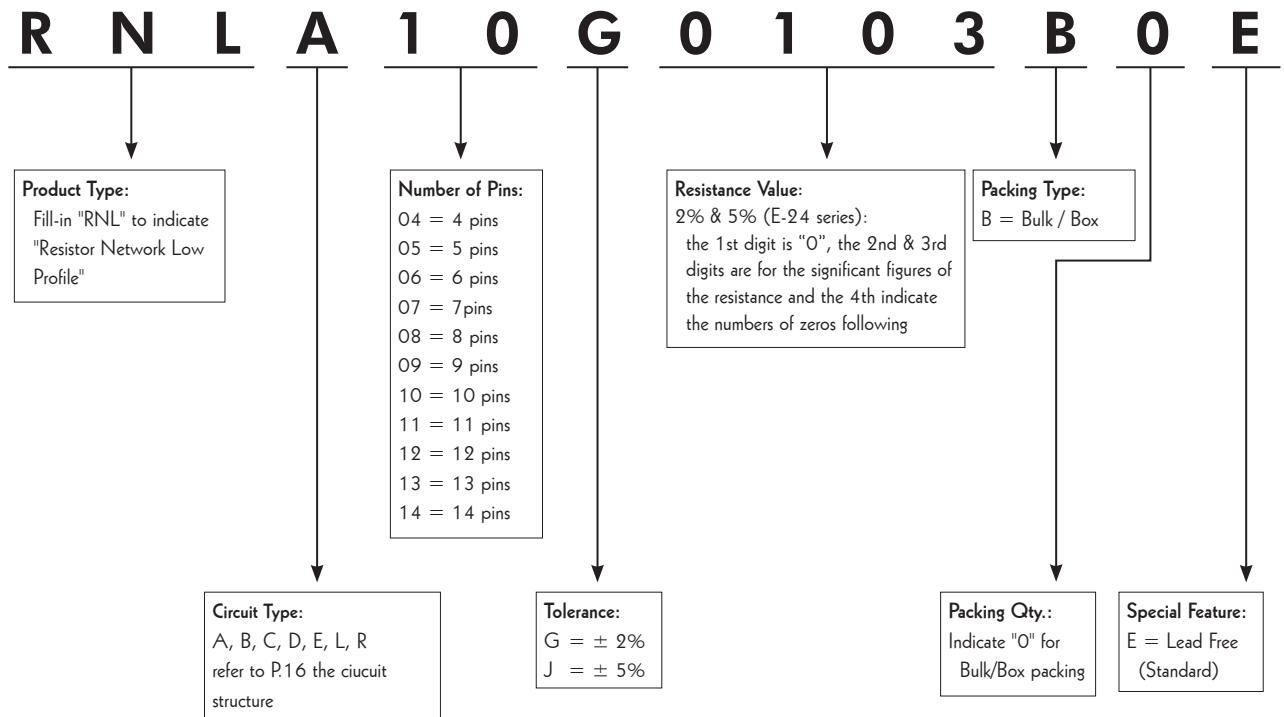 R N L A 1 0 G 0 1 0 3 B 0 E
Product Type:
Fill-in "RNL" to indicate
"Resistor Network Low
Profile"
Number of Pins:
04 = 4 pins
05 = 5 pins
06 = 6 pins
07 = 7pins
08 = 8 pins
09 = 9 pins
10 = 10 pins
11 = 11 pins
12 = 12 pins
13 = 13 pins
14 = 14 pins
Resistance Value:
2% & 5% (E-24 series):
the 1st digit is “0”, the 2nd & 3rd
digits are for the significant figures of
the resistance and the 4th indicate
the numbers of zeros following
Packing Type:
B = Bulk / Box
Circuit Type:
A, B, C, D, E, L, R
refer to P.16 the ciucuit
structure
Tolerance:
G = ± 2%
J = ± 5%
Packing Qty.:
Indicate "0" for
Bulk/Box packing
Special Feature:
E = Lead Free
(Standard)